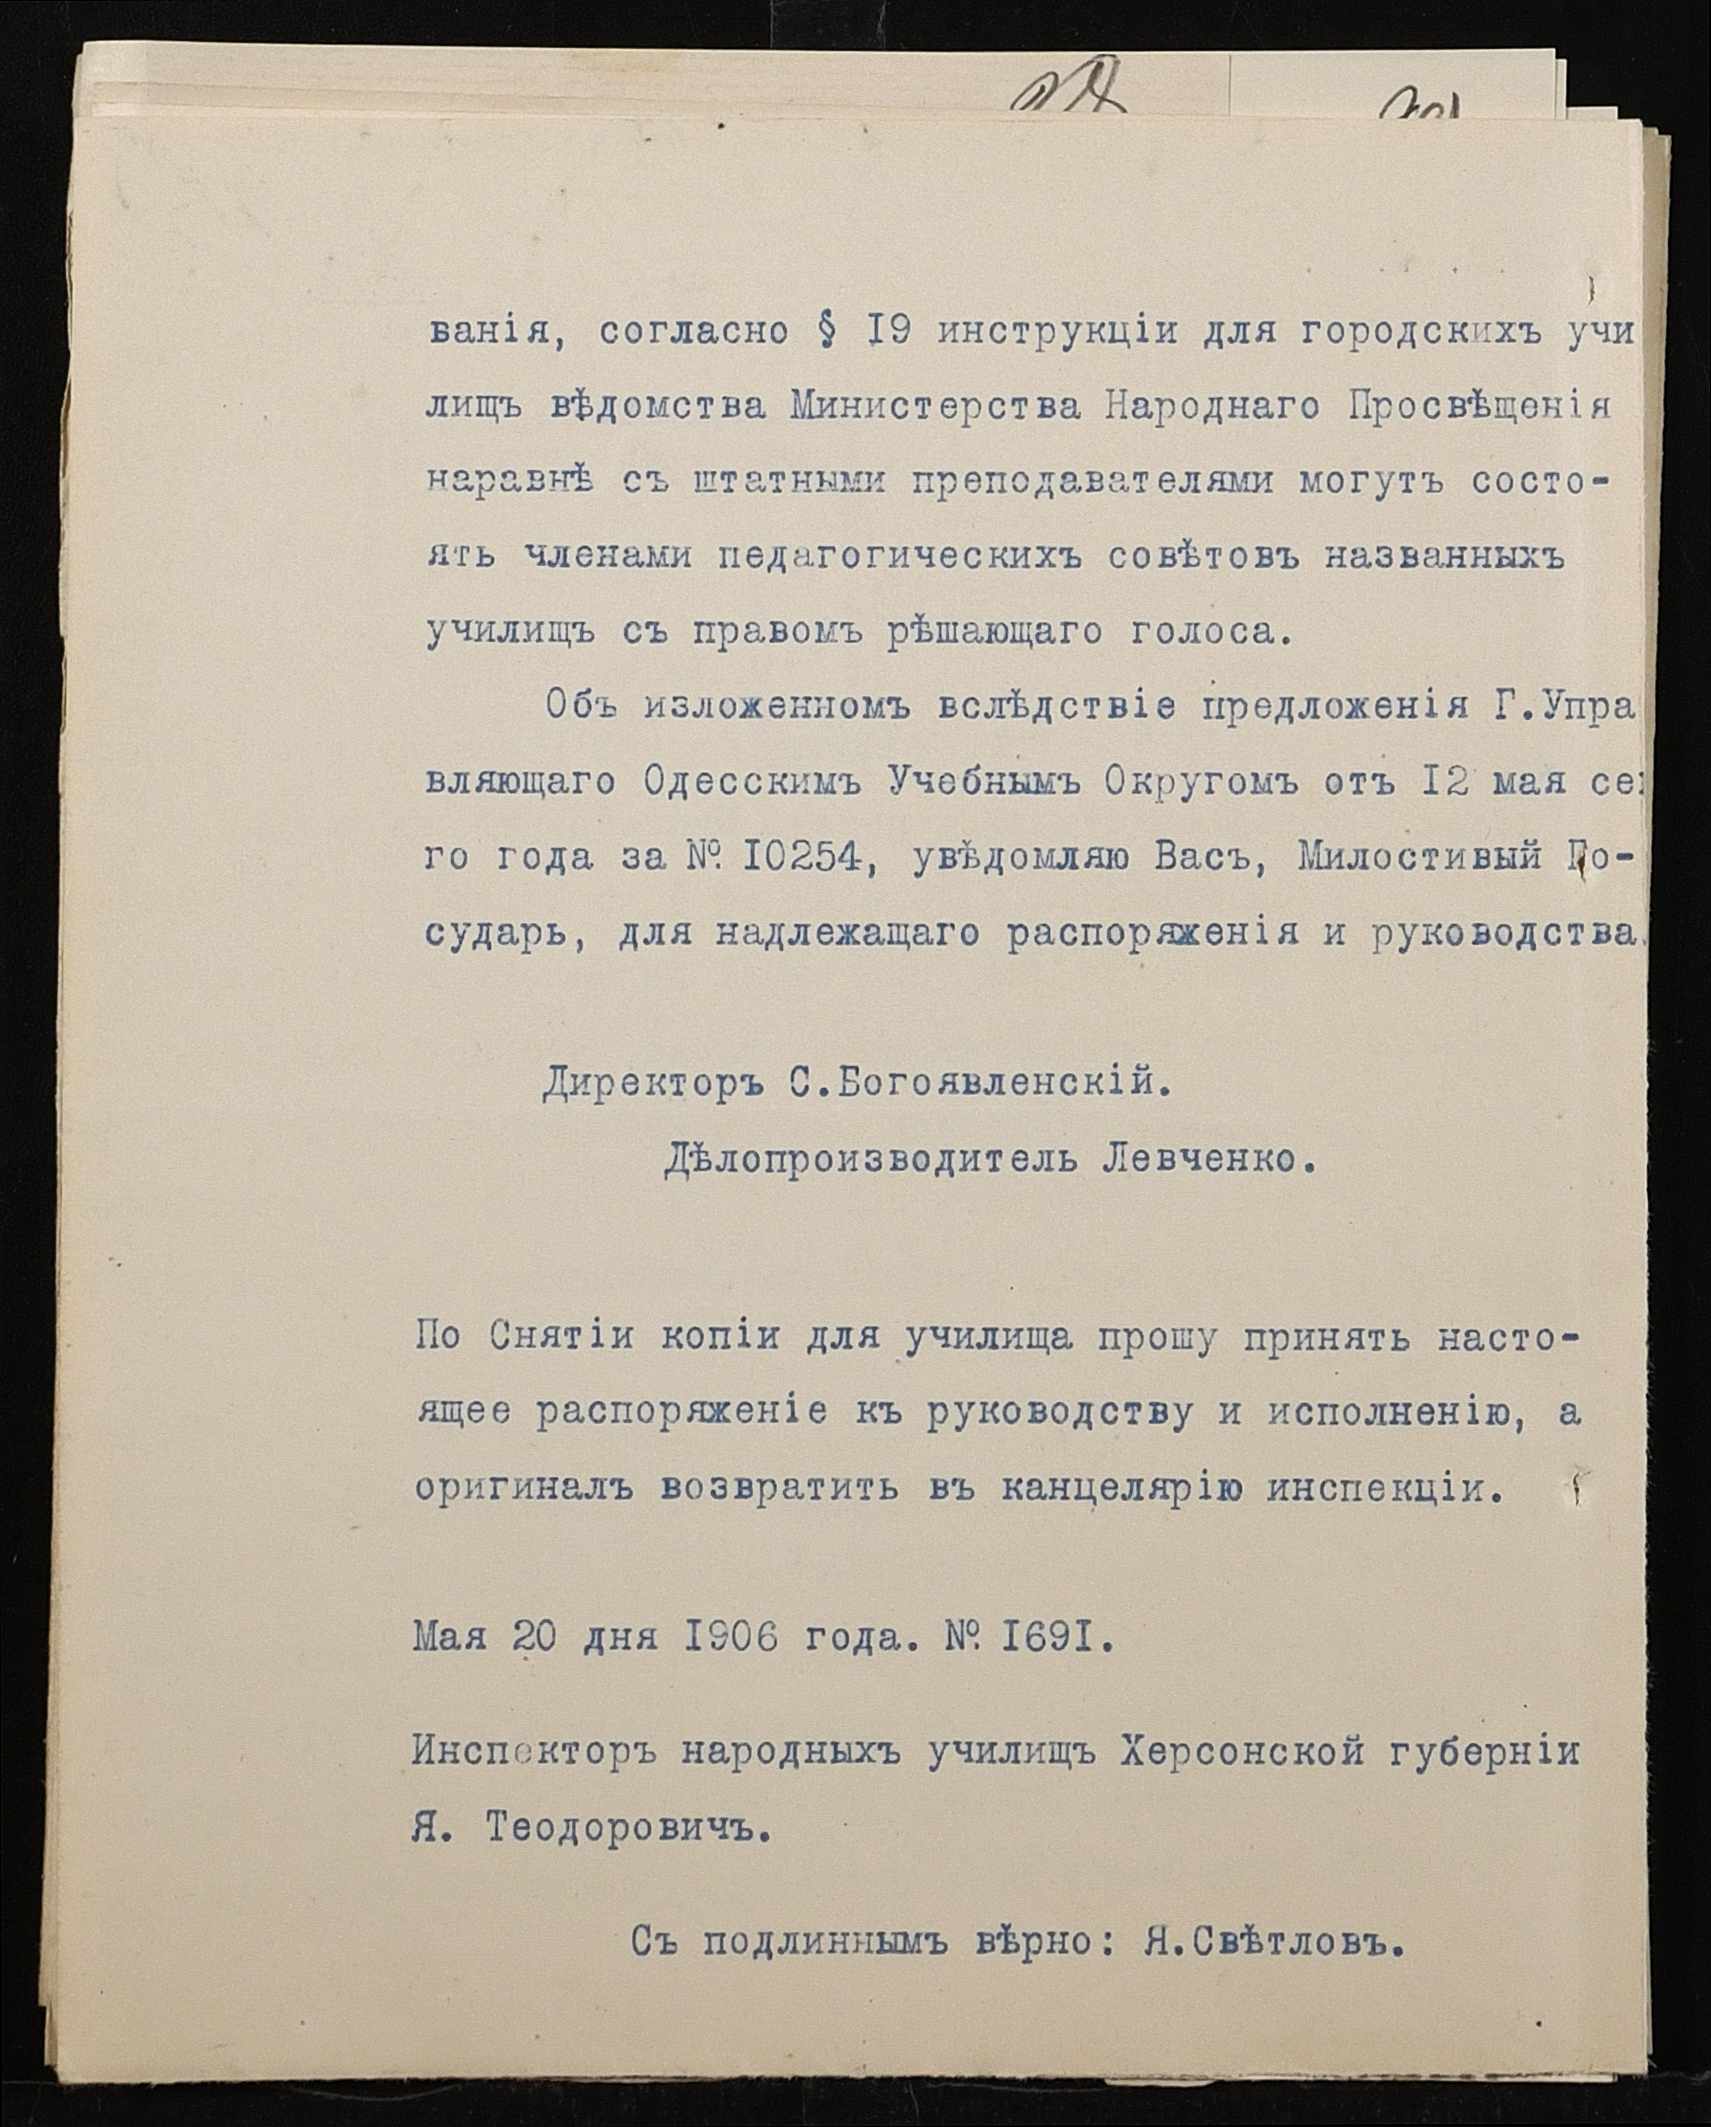 ванія, согласно § I9 инструкціи для городскихъ учи
лищъ вѣдомства Министерства Народнаго Просвѣщенія
наравнѣ съ штатными преподавателями могутъ состо-
ять членами педагогическихъ совѣтовъ названныхъ
училищъ съ правомъ рѣшающаго голоса.
Объ изложенномъ вслѣдствіе предложенія Г.Упра
вляющаго Одесскимъ Учебнымъ Округомъ отъ I2 мая се
го года за № I0254, увѣдомляю Васъ, Милостивый Го-
сударь, для надлежащаго распоряженія и руководства.
Директоръ С.Богоявленскій.
Дѣлопроизводитель Левченко.
По Снятіи копіи для училища прошу принять насто-
ящее распоряженіе къ руководству и исполненію, а
оригиналъ возвратить въ канцелярію инспекціи.
Мая 20 дня I906 года. № I69I.
Инспекторъ народныхъ училищъ Херсонской губерніи
Я. Теодоровичъ.
Съ подлиннымъ вѣрно: Я.Свѣтловъ.